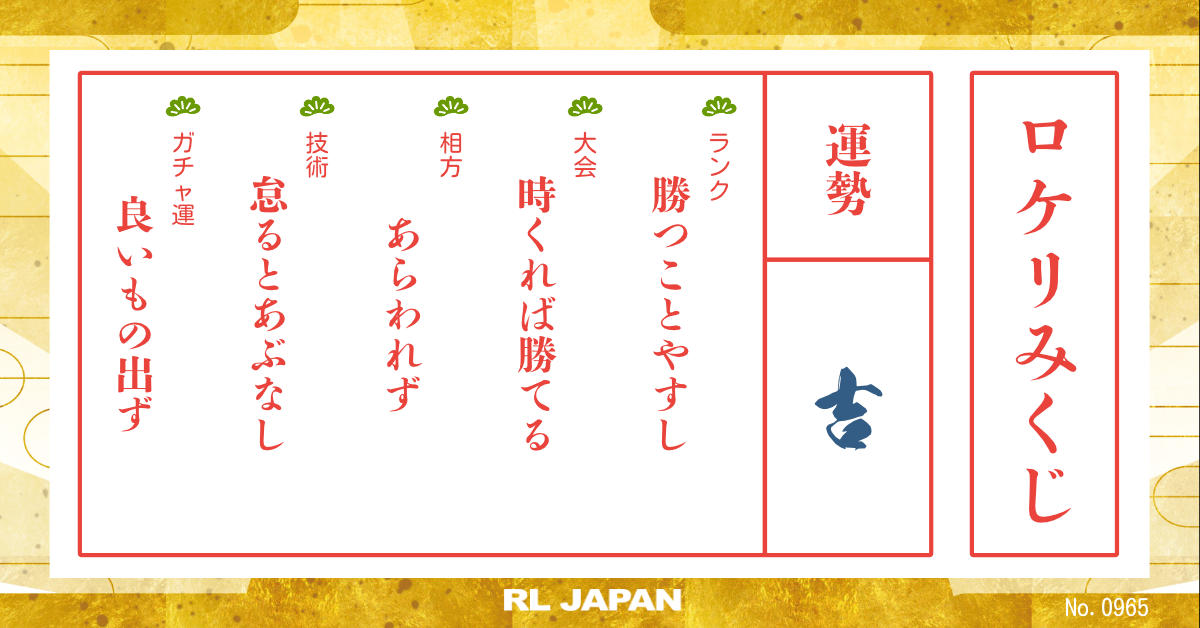 ロケリみくじ
運勢
吉
ランク
勝つことやすし
大会
時くれば勝てる
相方
あらわれず
技術
怠るとあぶなし
ガチャ運
良いもの出ず
RL JAPAN
No. 0965